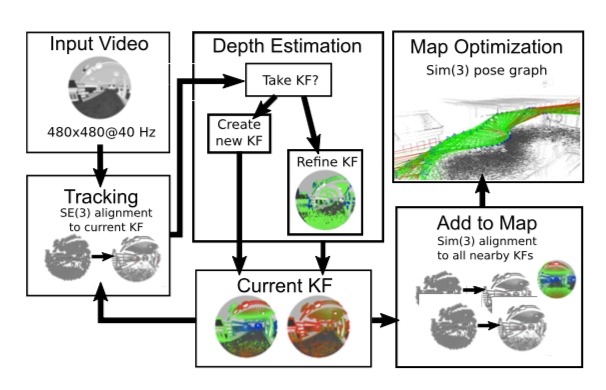 Input Video
480x480@40 Hz
Tracking
SE(3) alignment
to current KF
Depth Estimation
Take KF?
Create
new KF
Refine KF
Current KF
Map Optimization
Sim(3) pose graph
Add to Map
Sim(3) alignment
to all nearby KFs